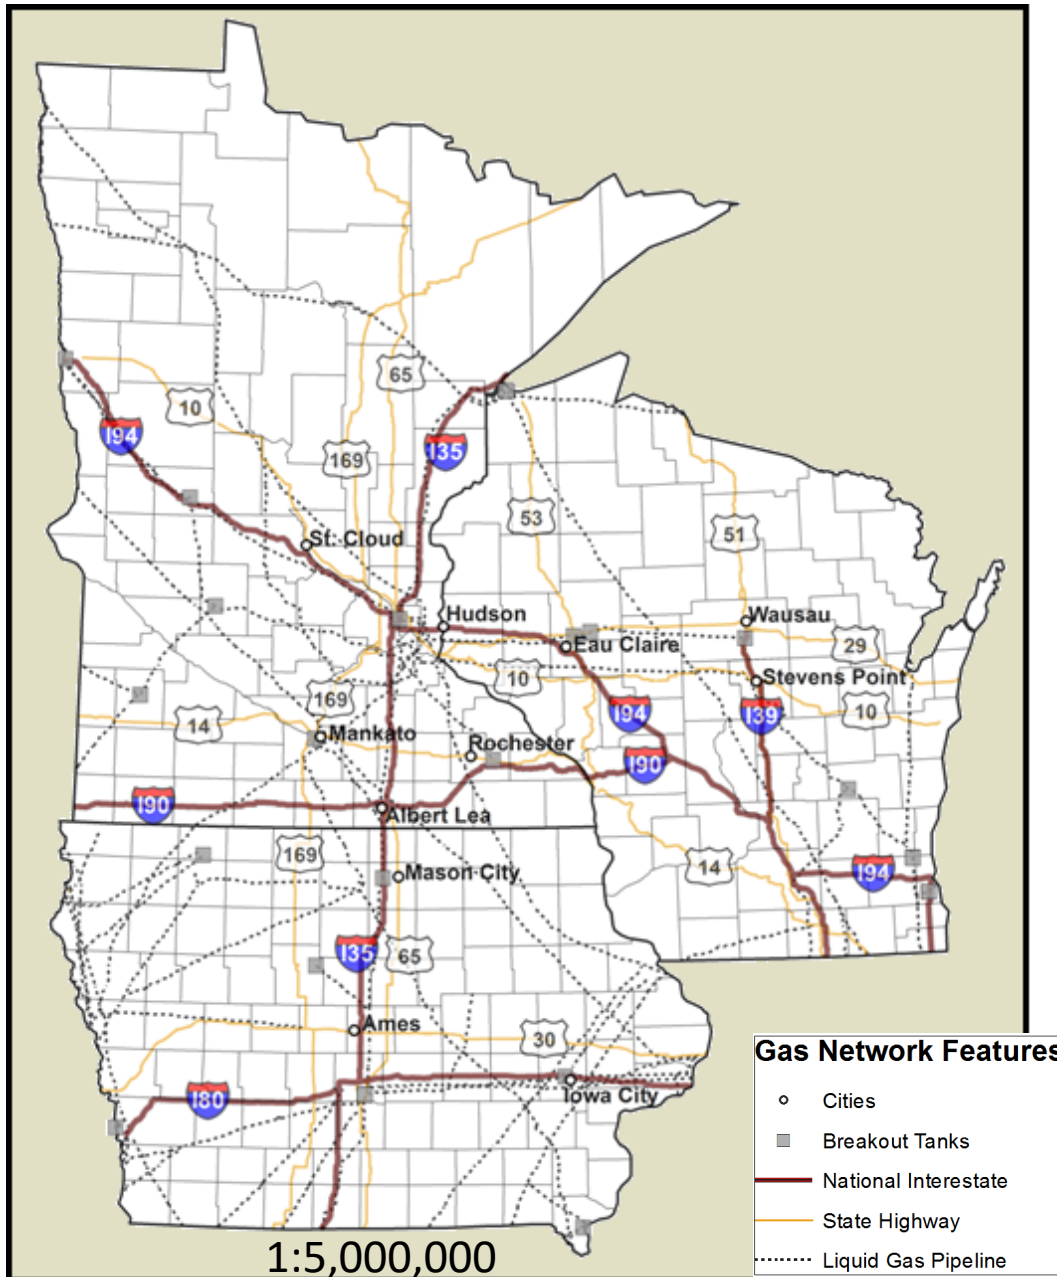 65
10
I94
169
I35
53
51
St. Cloud
Hudson
Wausau
Eau Claire
29
10
Stevens Point
169
I94
I39
10
14
Mankato
Rochester
I90
I90
Albert Lea
169
14
I94
Mason City
I35
65
Ames
30
I80
Iowa City
1:5,000,000
Gas Network Features
Cities
Breakout Tanks
National Interestate
State Highway
Liquid Gas Pipeline